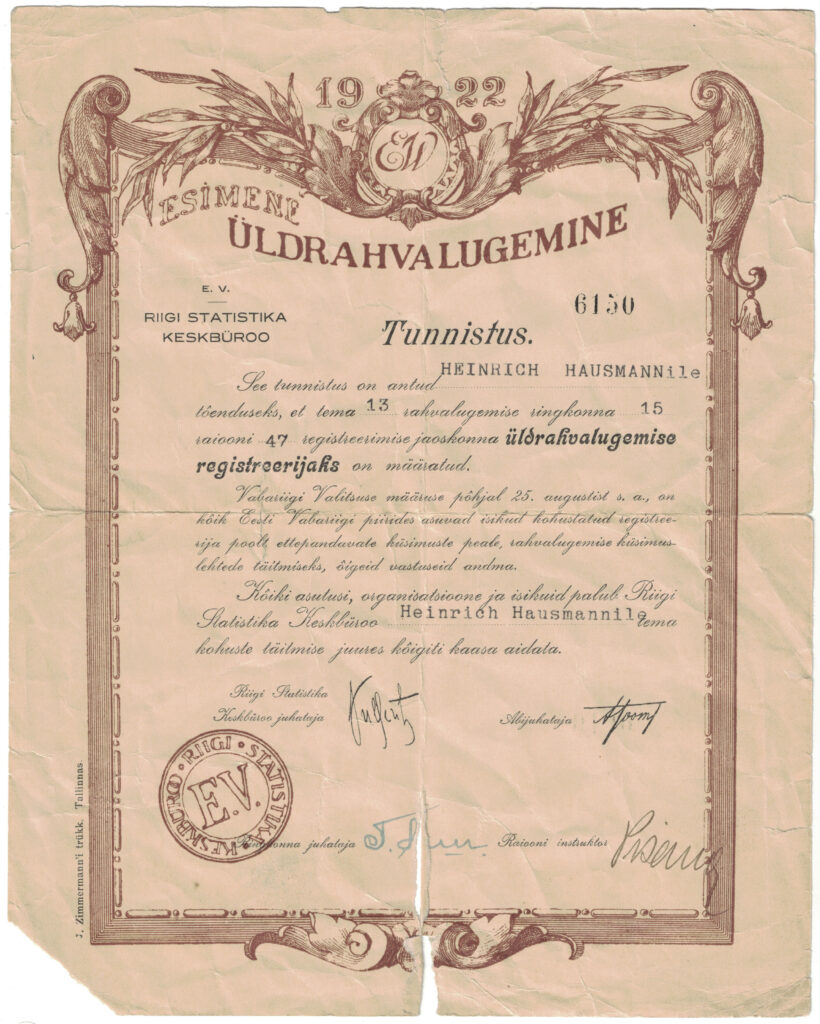 1922
EW
ESIMENE
ÜLDRAHVALUGEMINE
E. V.
RIIGI STATISTIKA
KESKBÜROO
6150
Tunnistus.
See tunnistus on antud HEINRICH HAUSMANNile
tõenduseks, et tema 13 rahvalugemise ringkonna 15
raiooni 47 registreerimise jaoskonna üldrahvalugemise
registreerijaks on määratud.
Vabariigi Valitsuse määruse põhjal 25. augustist s. a., on
kõik Eesti Vabariigi piirides asuvad isikud kohustatud registree-
rija poolt ettepandavate küsimuste peale, rahvalugemise küsimus-
lehtede täitmiseks, õigeid vastuseid andma.
Kõiki asutusi, organisatsioone ja isikuid palub Riigi
Statistika Keskbüroo Heinrich Hausmannile tema
kohuste täitmise juures kõigiti kaasa aidata.
Riigi Statistika
Keskbüroo juhataja
Abijuhataja
RIIGI · STATISTIKA KESKBÜROO ·
E.V.
Ringkonna juhataja
Raiooni instruktor
J. Zimmermann'i trükk. Tallinnas.